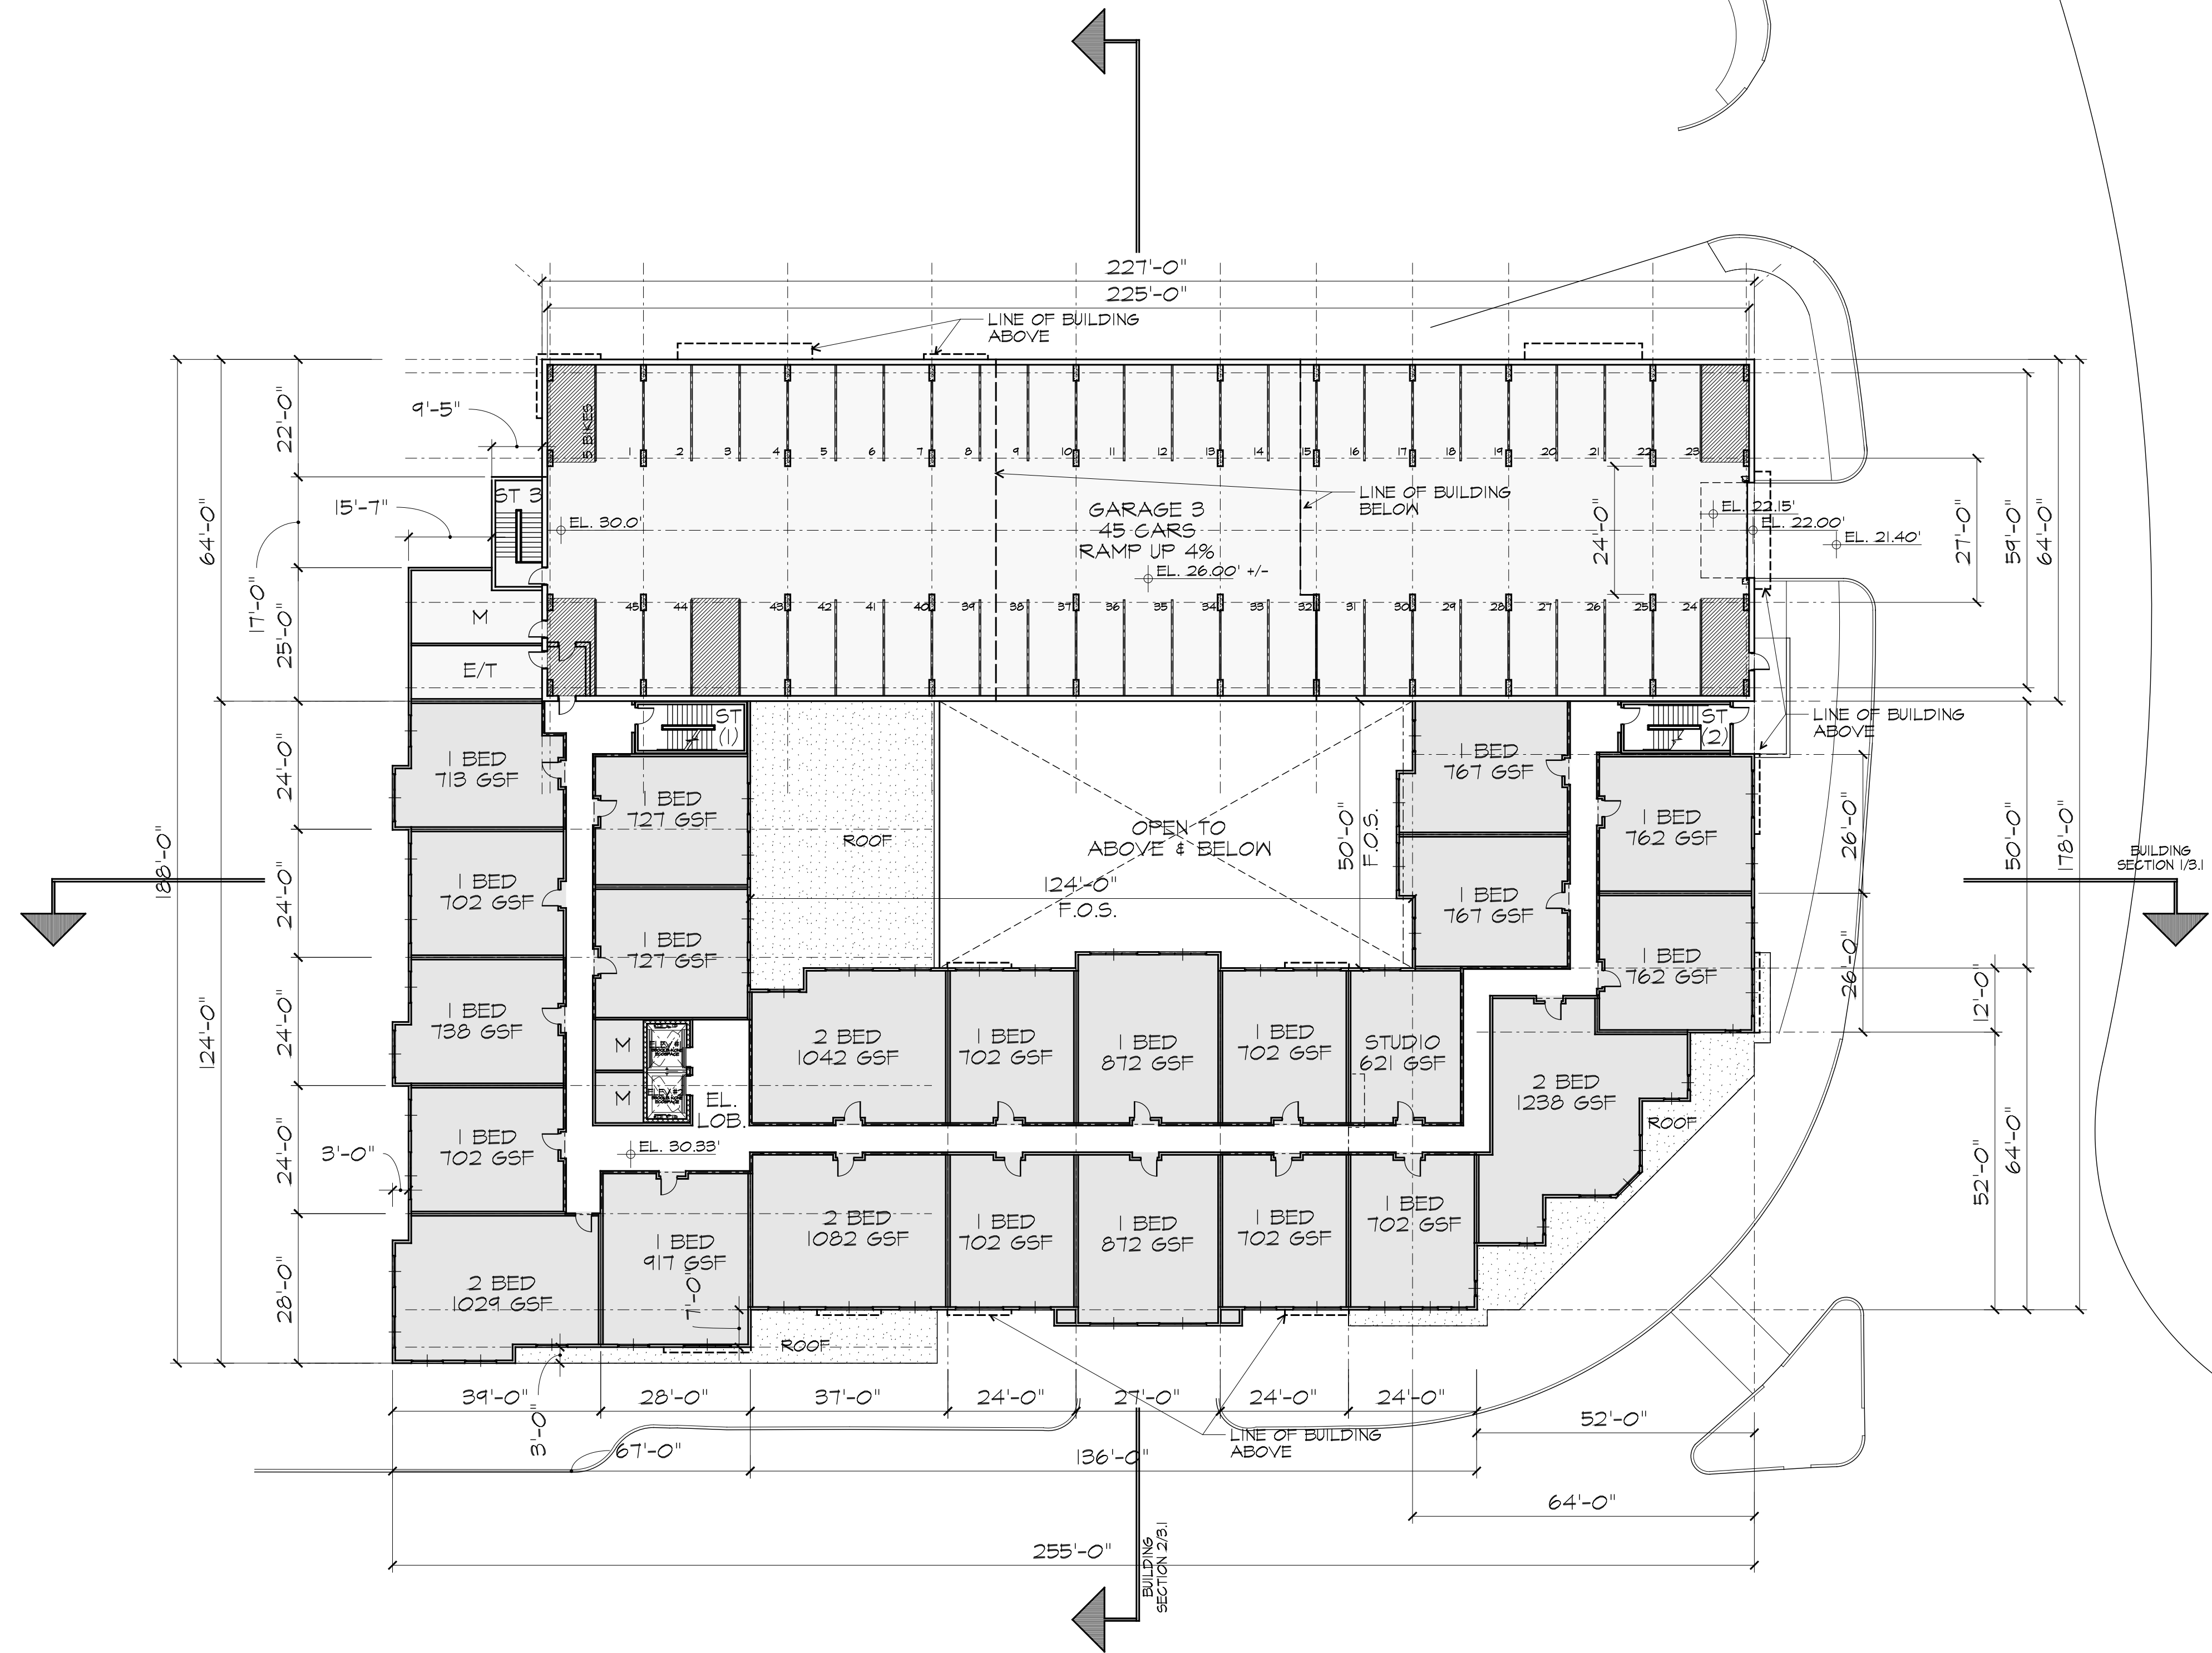 227'-0"
225'-0"
LINE OF BUILDING
ABOVE
9'-5"
22'-0"
15'-7"
ST 3
64'-0"
17'-0"
25'-0"
5 BIKES
1 2 3 4 5 6 7 8 9 10 11 12 13 14 15 16 17 18 19 20 21 22 23
LINE OF BUILDING
BELOW
GARAGE 3
45 CARS
RAMP UP 4%
EL. 30.0'
EL. 26.00' +/-
24'-0"
EL. 22.15'
EL. 22.00'
EL. 21.40'
27'-0"
59'-0"
64'-0"
45 44 43 42 41 40 39 38 37 36 35 34 33 32 31 30 29 28 27 26 25 24
M
E/T
ST
(1)
ST
(2)
LINE OF BUILDING
ABOVE
188'-0"
124'-0"
24'-0"
24'-0"
24'-0"
24'-0"
28'-0"
3'-0"
1 BED
713 GSF
1 BED
727 GSF
1 BED
702 GSF
1 BED
727 GSF
1 BED
738 GSF
1 BED
702 GSF
2 BED
1029 GSF
1 BED
917 GSF
ROOF
OPEN TO
ABOVE & BELOW
124'-0"
F.O.S.
50'-0"
F.O.S.
1 BED
767 GSF
1 BED
767 GSF
1 BED
762 GSF
1 BED
762 GSF
26'-0"
26'-0"
50'-0"
178'-0"
12'-0"
52'-0"
64'-0"
BUILDING
SECTION 1/3.1
M
M
EL.
LOB.
EL. 30.33'
2 BED
1042 GSF
1 BED
702 GSF
1 BED
872 GSF
1 BED
702 GSF
STUDIO
621 GSF
2 BED
1238 GSF
ROOF
2 BED
1082 GSF
1 BED
702 GSF
1 BED
872 GSF
1 BED
702 GSF
1 BED
702 GSF
7'-0"
ROOF
39'-0"
28'-0"
37'-0"
24'-0"
27'-0"
24'-0"
24'-0"
52'-0"
3'-0"
67'-0"
136'-0"
LINE OF BUILDING
ABOVE
64'-0"
255'-0"
BUILDING
SECTION 2/3.1